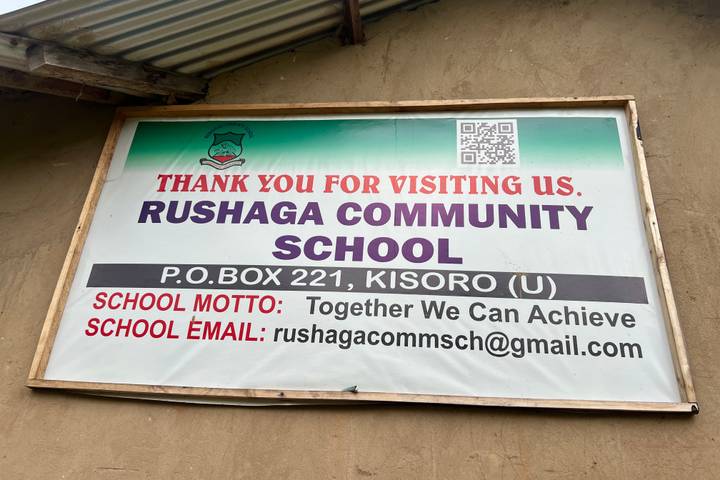 THANK YOU FOR VISITING US.
RUSHAGA COMMUNITY
SCHOOL
P.O.BOX 221, KISORO (U)
SCHOOL MOTTO: Together We Can Achieve
SCHOOL EMAIL: rushagacommsch@gmail.com